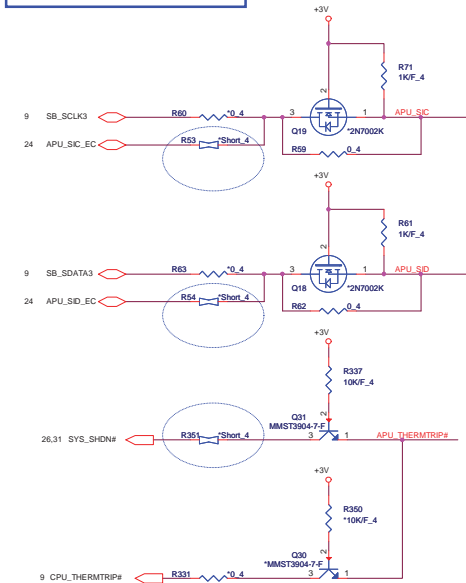 +3V
R71
1K/F_4
2
9 SB_SCLK3 R60 *0_4 3 1 APU_SIC
Q19 *2N7002K
24 APU_SIC_EC R53 *Short_4 R59 0_4
+3V
R61
1K/F_4
2
9 SB_SDATA3 R63 *0_4 3 1 APU_SID
Q18 *2N7002K
24 APU_SID_EC R54 *Short_4 R62 0_4
+3V
R337
10K/F_4
Q31 2
MMST3904-7-F
26,31 SYS_SHDN# R351 *Short_4 3 1 APU_THERMTRIP#
+3V
R350
*10K/F_4
Q30 2
*MMST3904-7-F
9 CPU_THERMTRIP# R331 *0_4 3 1